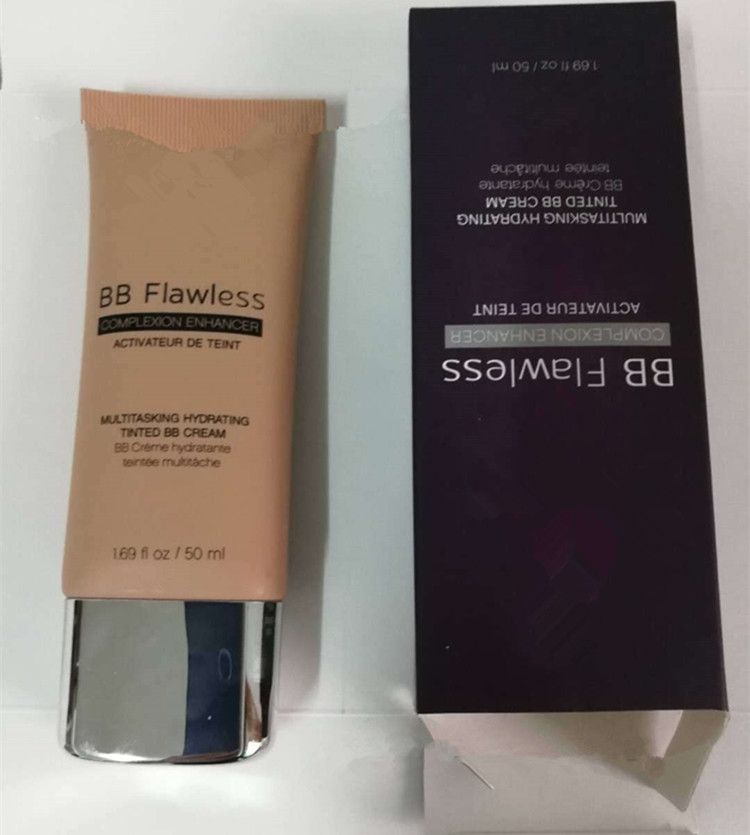 BB Flawless
COMPLEXION ENHANCER
ACTIVATEUR DE TEINT
MULTITASKING HYDRATING
TINTED BB CREAM
BB Crème hydratante
teintée multitâche
1.69 fl oz / 50 ml
BB Flawless
COMPLEXION ENHANCER
ACTIVATEUR DE TEINT
MULTITASKING HYDRATING
TINTED BB CREAM
BB Crème hydratante
teintée multitâche
1.69 fl oz / 50 ml